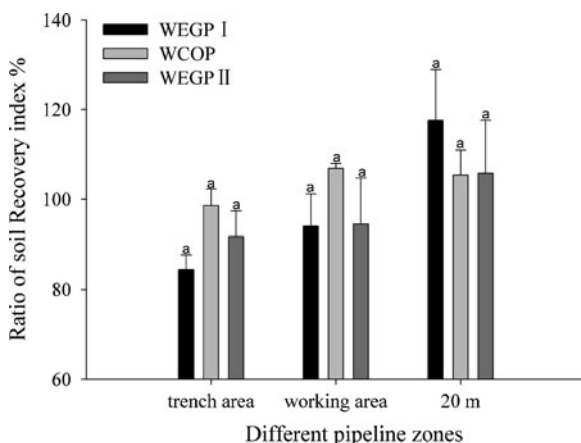 140
WEGP Ⅰ
WCOP
WEGP Ⅱ
120
100
80
60
a
a
a
a
a
a
a
a
a
trench area
working area
20 m
Different pipeline zones
Ratio of soil Recovery index %